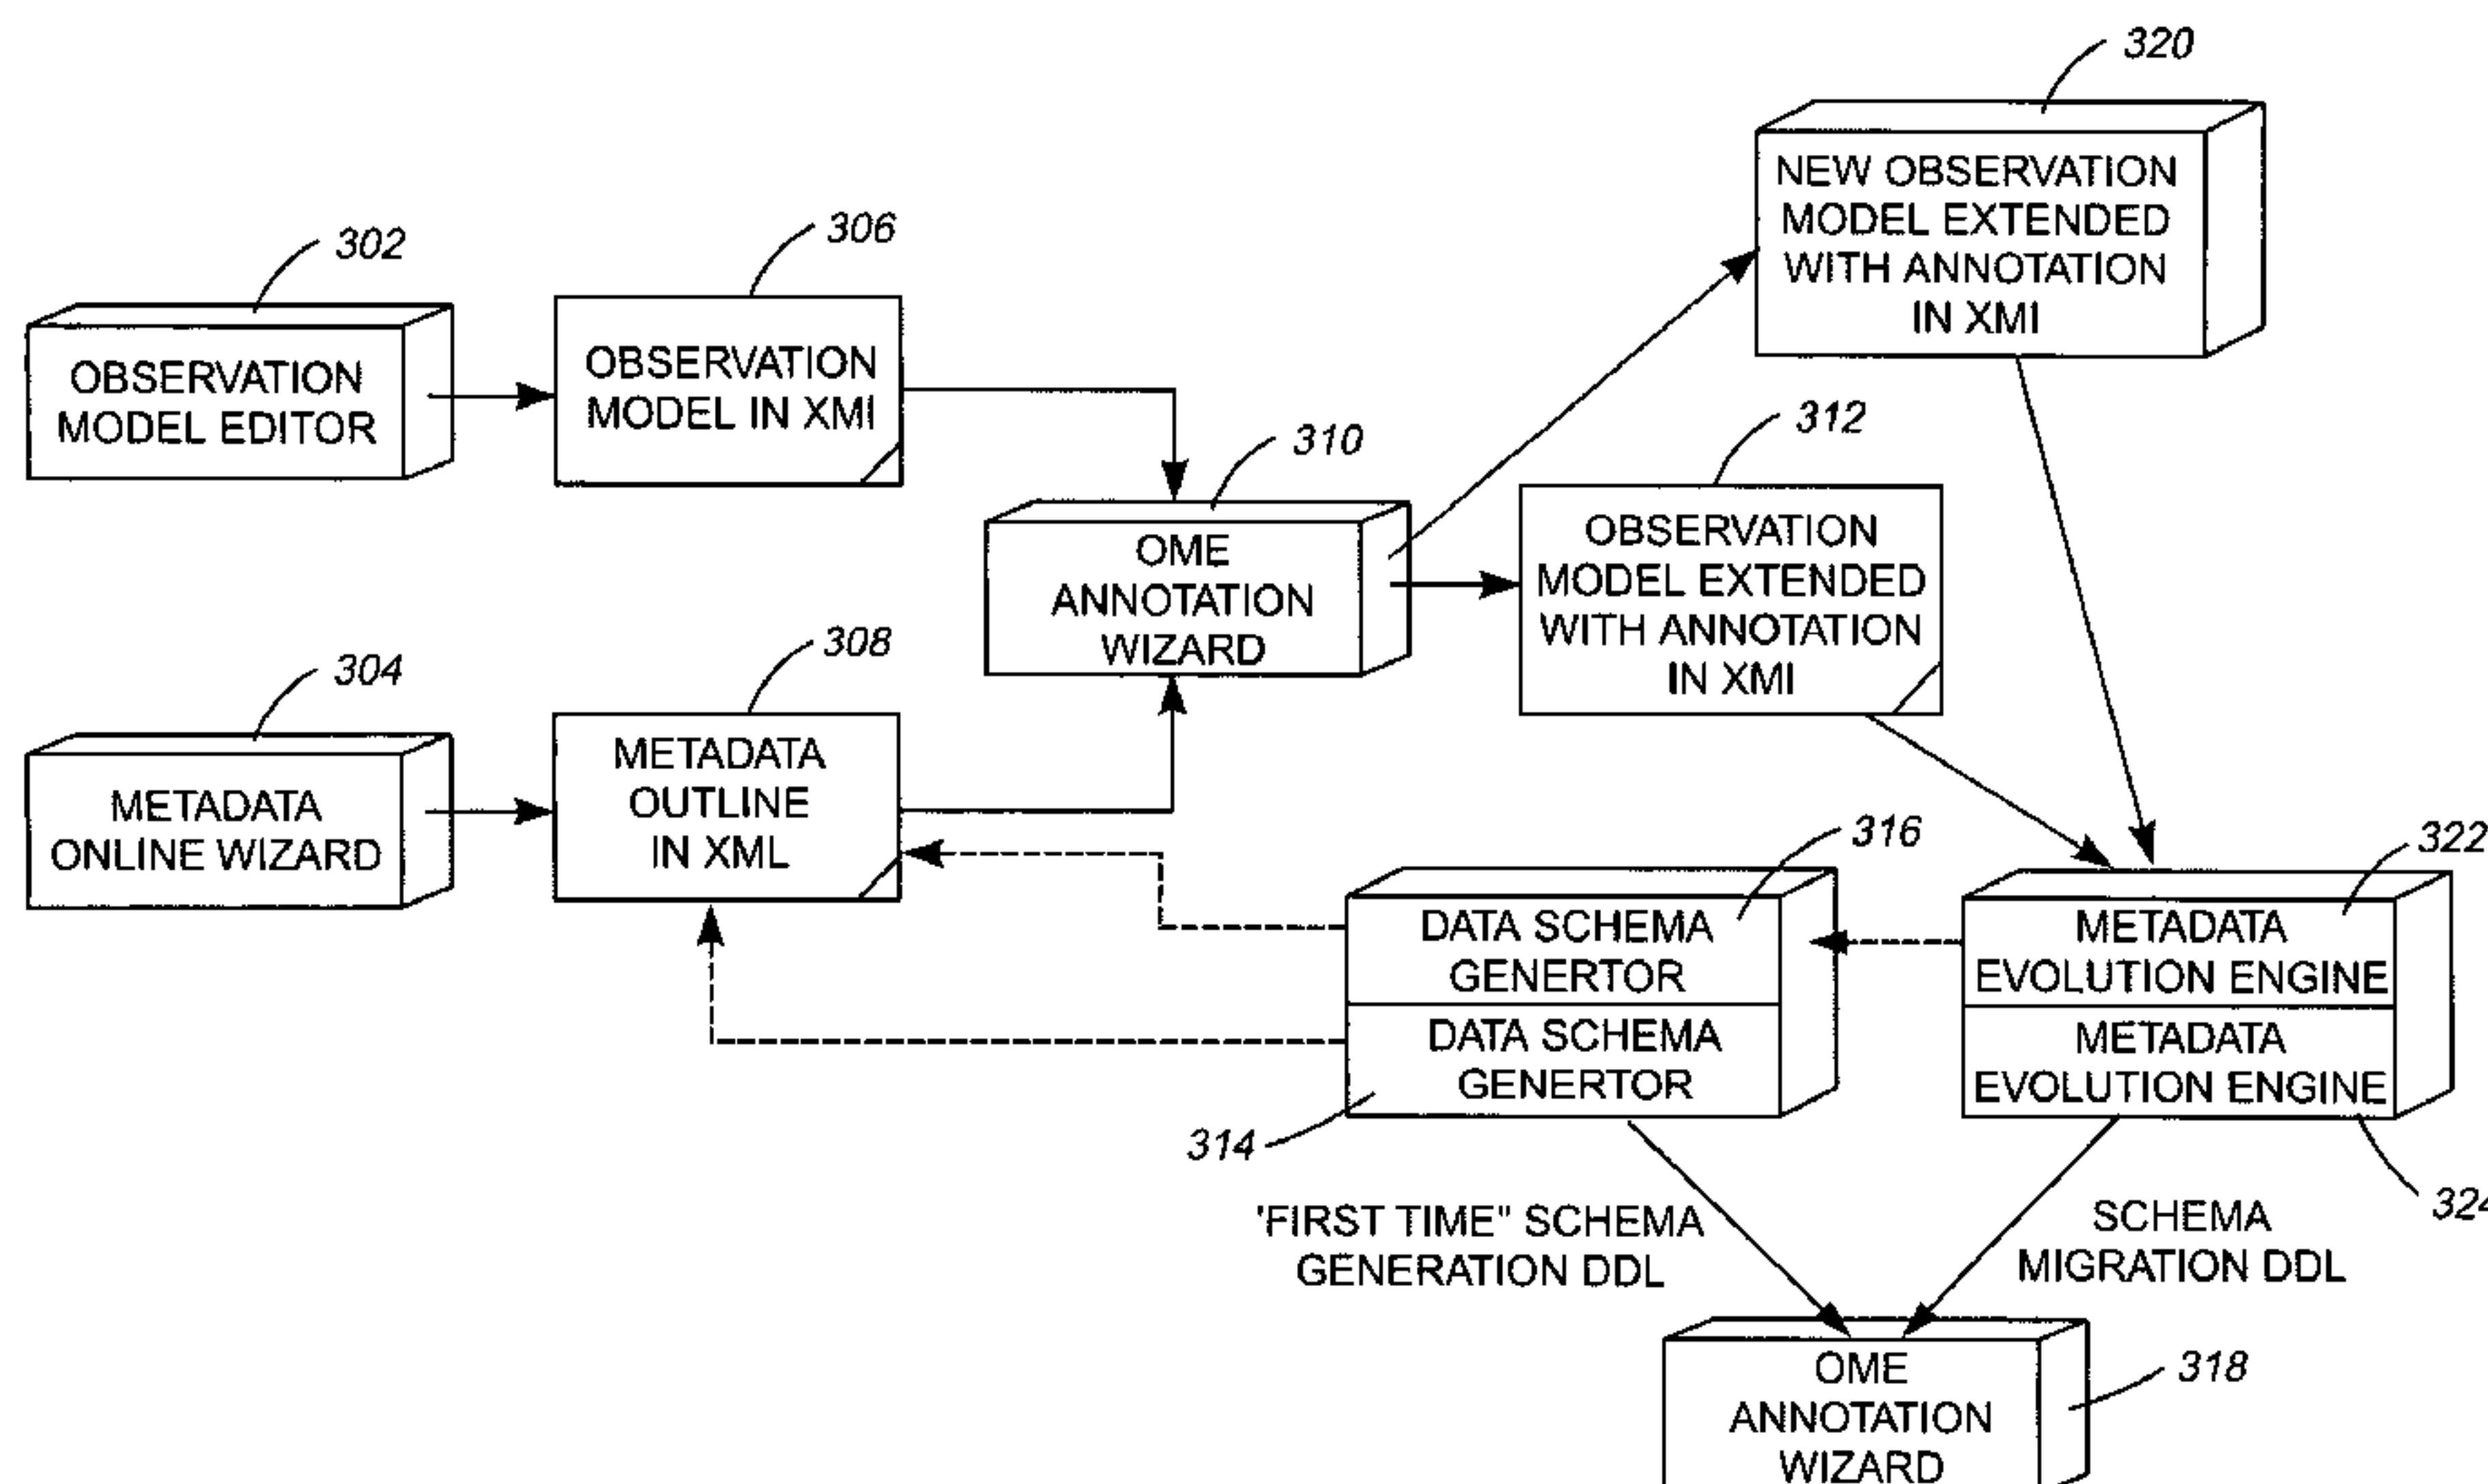 320
NEW OBSERVATION
MODEL EXTENDED
WITH ANNOTATION
IN XMI
302
OBSERVATION
MODEL EDITOR
306
OBSERVATION
MODEL IN XMI
310
OME
ANNOTATION
WIZARD
312
OBSERVATION
MODEL EXTENDED
WITH ANNOTATION
IN XMI
304
METADATA
ONLINE WIZARD
308
METADATA
OUTLINE
IN XML
316
DATA SCHEMA
GENERTOR
DATA SCHEMA
GENERTOR
314
322
METADATA
EVOLUTION ENGINE
METADATA
EVOLUTION ENGINE
324
'FIRST TIME" SCHEMA
GENERATION DDL
SCHEMA
MIGRATION DDL
318
OME
ANNOTATION
WIZARD